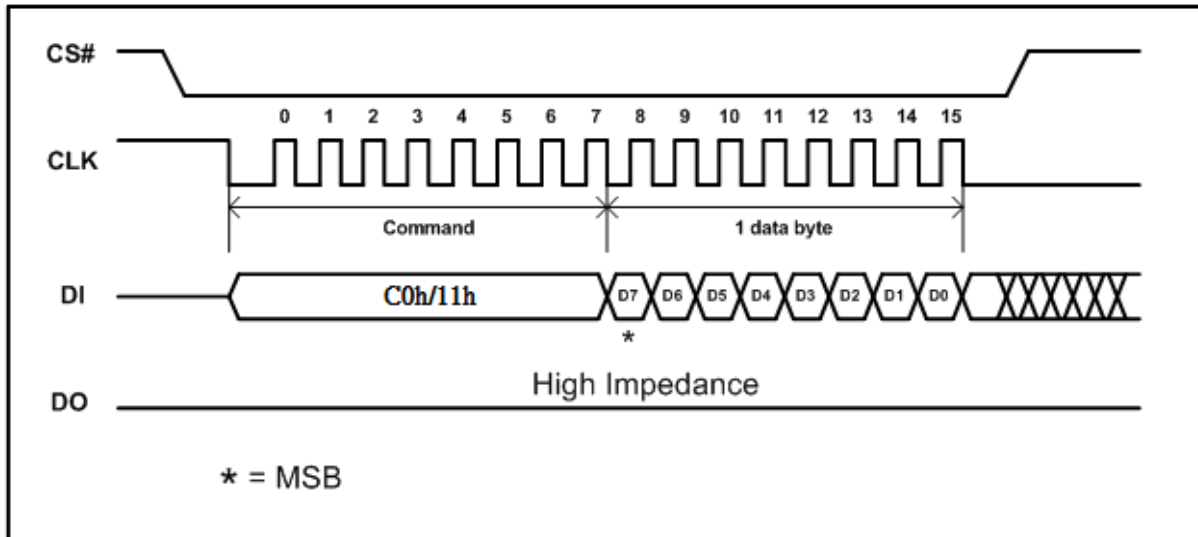 CS#
0 1 2 3 4 5 6 7 8 9 10 11 12 13 14 15
CLK
Command 1 data byte
DI C0h/11h D7 D6 D5 D4 D3 D2 D1 D0
*
High Impedance
DO
* = MSB